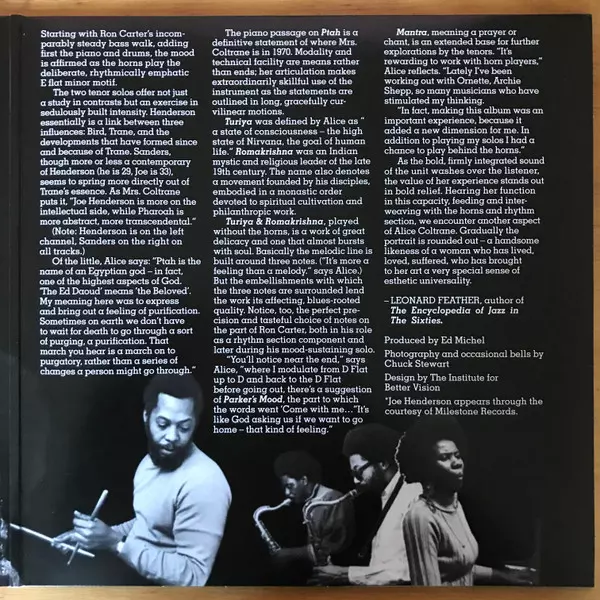 Starting with Ron Carter's incom-
parably steady bass walk, adding
first the piano and drums, the mood
is affirmed as the horns play the
deliberate, rhythmically emphatic
E flat minor motif.
The two tenor solos offer not just
a study in contrasts but an exercise in
sedulously built intensity. Henderson
essentially is a link between three
influences: Bird, Trane, and the
developments that have formed since
and because of Trane. Sanders,
though more or less a contemporary
of Henderson (he is 29, Joe is 33),
seems to spring more directly out of
Trane's essence. As Mrs. Coltrane
puts it, "Joe Henderson is more on the
intellectual side, while Pharoah is
more abstract, more transcendental."
(Note: Henderson is on the left
channel, Sanders on the right on
all tracks.)
Of the little, Alice says: "Ptah is the
name of an Egyptian god – in fact,
one of the highest aspects of God.
'The Ed Daoud' means 'the Beloved'.
My meaning here was to express
and bring out a feeling of purification.
Sometimes on earth we don't have
to wait for death to go through a sort
of purging, a purification. That
march you hear is a march on to
purgatory, rather than a series of
changes a person might go through."
The piano passage on Ptah is a
definitive statement of where Mrs.
Coltrane is in 1970. Modality and
technical facility are means rather
than ends; her articulation makes
extraordinarily skillful use of the
instrument as the statements are
outlined in long, gracefully cur-
vilinear motions.
Turiya was defined by Alice as "
a state of consciousness – the high
state of Nirvana, the goal of human
life." Romakrishna was an Indian
mystic and religious leader of the late
19th century. The name also denotes
a movement founded by his disciples,
embodied in a monastic order
devoted to spiritual cultivation and
philanthropic work.
Turiya & Romakrishna, played
without the horns, is a work of great
delicacy and one that almost bursts
with soul. Basically the melodic line is
built around three notes. ("It's more a
feeling than a melody." says Alice.)
But the embellishments with which
the three notes are surrounded lend
the work its affecting, blues-rooted
quality. Notice, too, the perfect pre-
cision and tasteful choice of notes on
the part of Ron Carter, both in his role
as a rhythm section component and
later during his mood-sustaining solo.
"You'll notice near the end," says
Alice, "where I modulate from D Flat
up to D and back to the D Flat
before going out, there's a suggestion
of Parker's Mood, the part to which
the words went 'Come with me..."It's
like God asking us if we want to go
home – that kind of feeling."
Mantra, meaning a prayer or
chant, is an extended base for further
explorations by the tenors. "It's
rewarding to work with horn players,"
Alice reflects. "Lately I've been
working out with Ornette, Archie
Shepp, so many musicians who have
stimulated my thinking.
"In fact, making this album was an
important experience, because it
added a new dimension for me. In
addition to playing my solos I had a
chance to play behind the horns."
As the bold, firmly integrated sound
of the unit washes over the listener,
the value of her experience stands out
in bold relief. Hearing her function
in this capacity, feeding and inter-
weaving with the horns and rhythm
section, we encounter another aspect
of Alice Coltrane. Gradually the
portrait is rounded out – a handsome
likeness of a woman who has lived,
loved, suffered, who has brought
to her art a very special sense of
esthetic universality.
– LEONARD FEATHER, author of
The Encyclopedia of Jazz in
The Sixties.
Produced by Ed Michel
Photography and occasional bells by
Chuck Stewart
Design by The Institute for
Better Vision
*Joe Henderson appears through the
courtesy of Milestone Records.